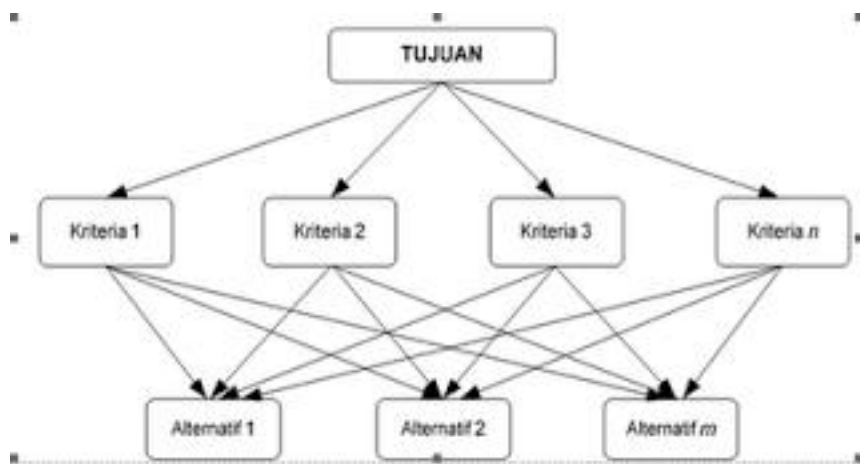 TUJUAN
Kriteria 1
Kriteria 2
Kriteria 3
Kriteria n
Alternatif 1
Alternatif 2
Alternatif m